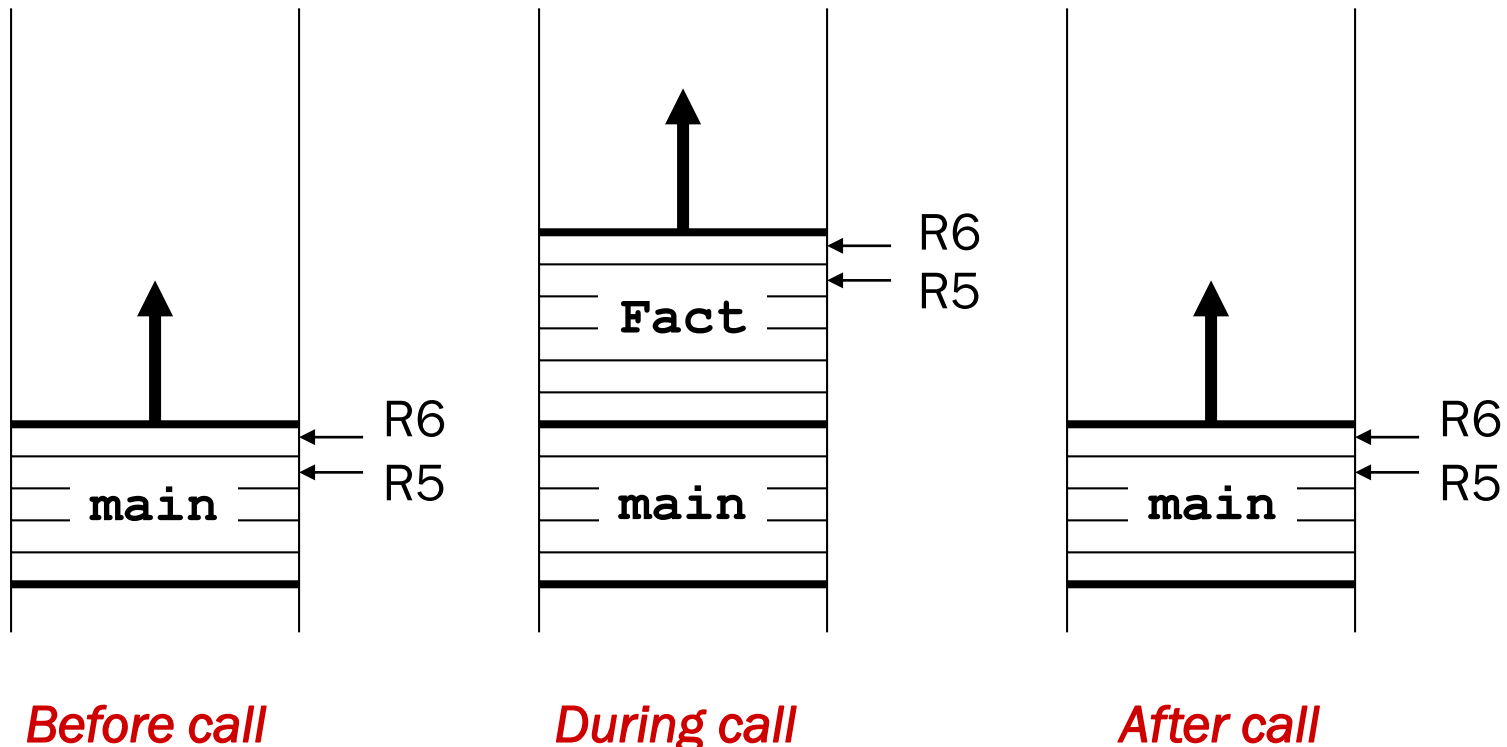 R6
R5
main
Before call
R6
R5
Fact
main
During call
R6
R5
main
After call